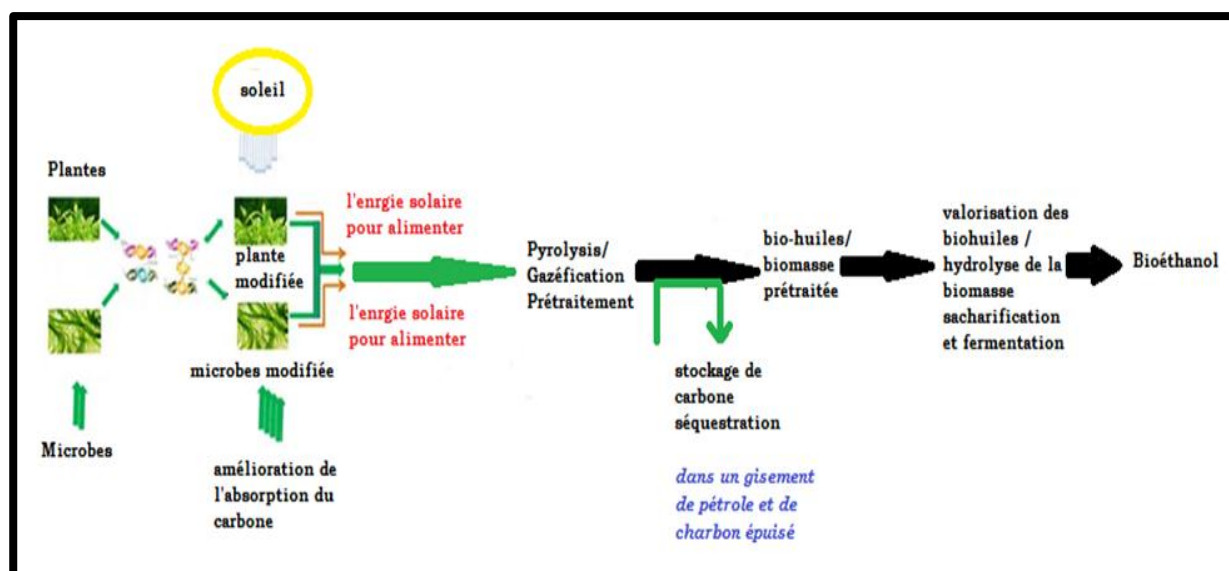 soleil
Plantes
plante
modifiée
microbes modifiée
Microbes
amélioration de
l'absorption du
carbone
l'enrgie solaire
pour alimenter
l'enrgie solaire
pour alimenter
Pyrolysis/
Gazéfication
Prétraitement
stockage de
carbone
séquestration
dans un gisement
de pétrole et de
charbon épuisé
bio-huiles/
biomasse
prétraitée
valorisation des
biohuiles /
hydrolyse de la
biomasse
sacharification
et fermentation
Bioéthanol